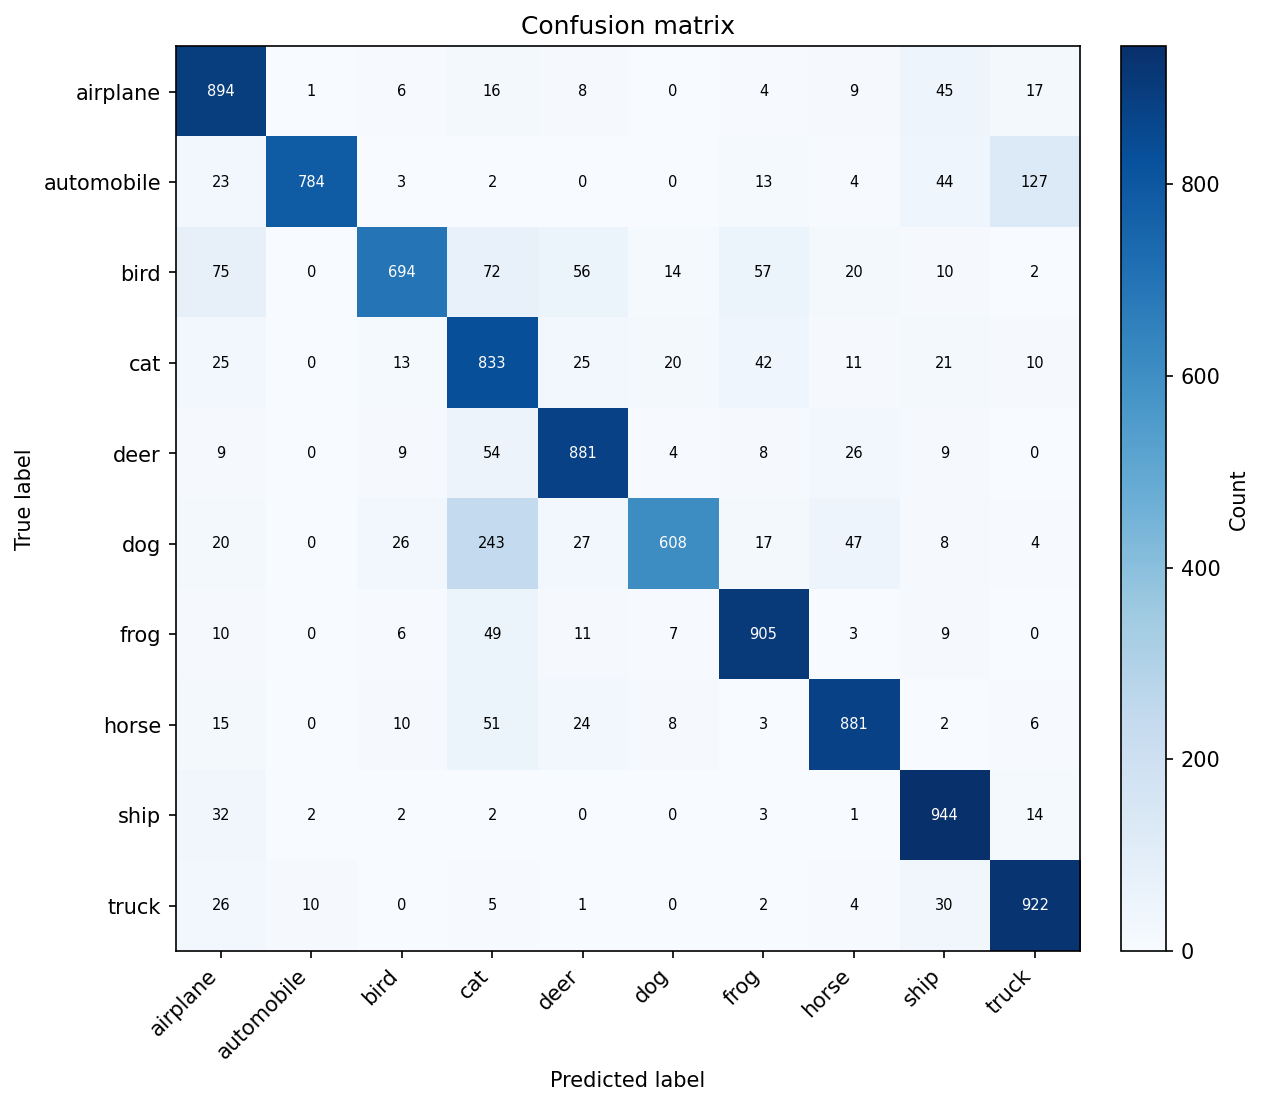 Confusion matrix
airplane 894 1 6 16 8 0 4 9 45 17
automobile 23 784 3 2 0 0 13 4 44 127
bird 75 0 694 72 56 14 57 20 10 2
cat 25 0 13 833 25 20 42 11 21 10
deer 9 0 9 54 881 4 8 26 9 0
dog 20 0 26 243 27 608 17 47 8 4
frog 10 0 6 49 11 7 905 3 9 0
horse 15 0 10 51 24 8 3 881 2 6
ship 32 2 2 2 0 0 3 1 944 14
truck 26 10 0 5 1 0 2 4 30 922
airplane automobile bird cat deer dog frog horse ship truck
Predicted label
True label
800
600
400
200
0
Count